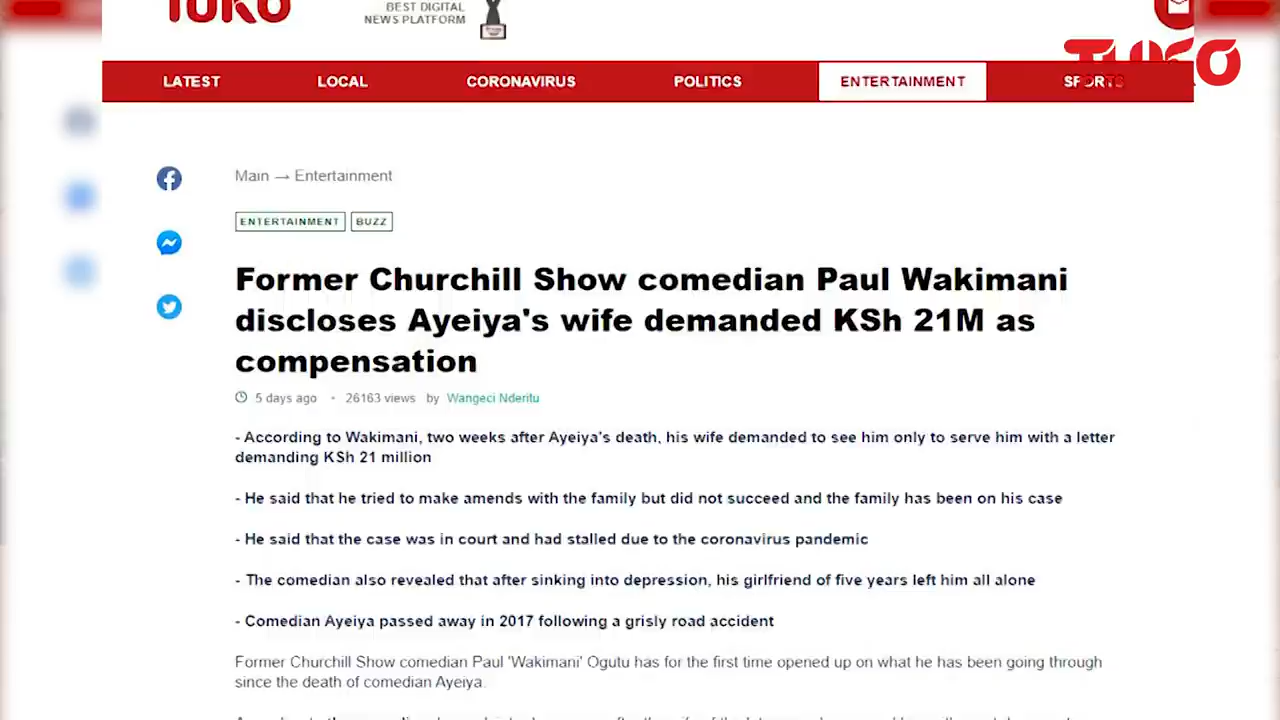 TUKO
BEST DIGITAL
NEWS PLATFORM
TUKO
LATEST LOCAL CORONAVIRUS POLITICS ENTERTAINMENT SPORTS
Main → Entertainment
ENTERTAINMENT BUZZ
Former Churchill Show comedian Paul Wakimani
discloses Ayeiya's wife demanded KSh 21M as
compensation
5 days ago • 26163 views by Wangeci Nderitu
- According to Wakimani, two weeks after Ayeiya's death, his wife demanded to see him only to serve him with a letter
demanding KSh 21 million
- He said that he tried to make amends with the family but did not succeed and the family has been on his case
- He said that the case was in court and had stalled due to the coronavirus pandemic
- The comedian also revealed that after sinking into depression, his girlfriend of five years left him all alone
- Comedian Ayeiya passed away in 2017 following a grisly road accident
Former Churchill Show comedian Paul 'Wakimani' Ogutu has for the first time opened up on what he has been going through
since the death of comedian Ayeiya.